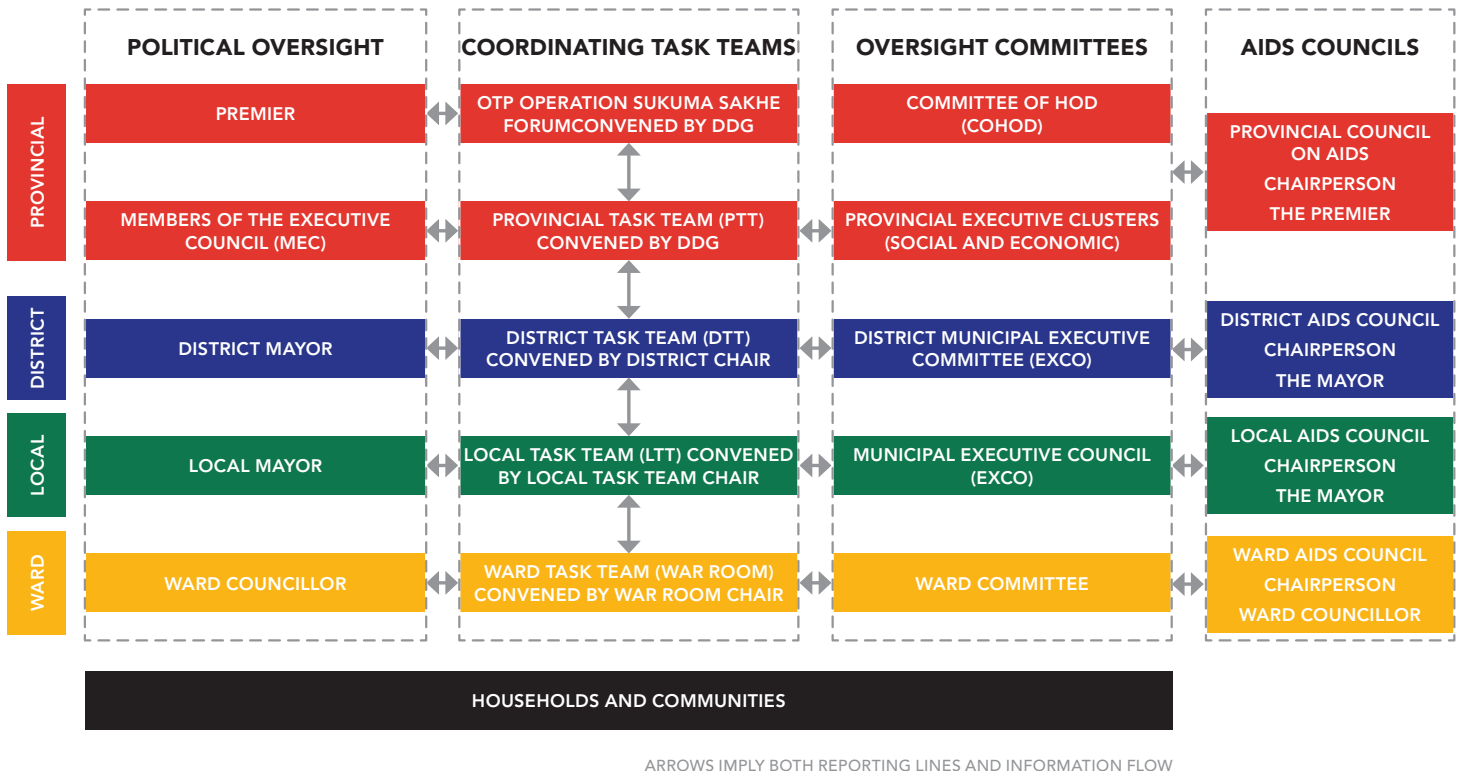 POLITICAL OVERSIGHT
COORDINATING TASK TEAMS
OVERSIGHT COMMITTEES
AIDS COUNCILS
PROVINCIAL
PREMIER
OTP OPERATION SUKUMA SAKHE
FORUMCONVENED BY DDG
COMMITTEE OF HOD
(COHOD)
PROVINCIAL COUNCIL
ON AIDS
CHAIRPERSON
THE PREMIER
MEMBERS OF THE EXECUTIVE
COUNCIL (MEC)
PROVINCIAL TASK TEAM (PTT)
CONVENED BY DDG
PROVINCIAL EXECUTIVE CLUSTERS
(SOCIAL AND ECONOMIC)
DISTRICT
DISTRICT MAYOR
DISTRICT TASK TEAM (DTT)
CONVENED BY DISTRICT CHAIR
DISTRICT MUNICIPAL EXECUTIVE
COMMITTEE (EXCO)
DISTRICT AIDS COUNCIL
CHAIRPERSON
THE MAYOR
LOCAL
LOCAL MAYOR
LOCAL TASK TEAM (LTT) CONVENED
BY LOCAL TASK TEAM CHAIR
MUNICIPAL EXECUTIVE COUNCIL
(EXCO)
LOCAL AIDS COUNCIL
CHAIRPERSON
THE MAYOR
WARD
WARD COUNCILLOR
WARD TASK TEAM (WAR ROOM)
CONVENED BY WAR ROOM CHAIR
WARD COMMITTEE
WARD AIDS COUNCIL
CHAIRPERSON
WARD COUNCILLOR
HOUSEHOLDS AND COMMUNITIES
ARROWS IMPLY BOTH REPORTING LINES AND INFORMATION FLOW